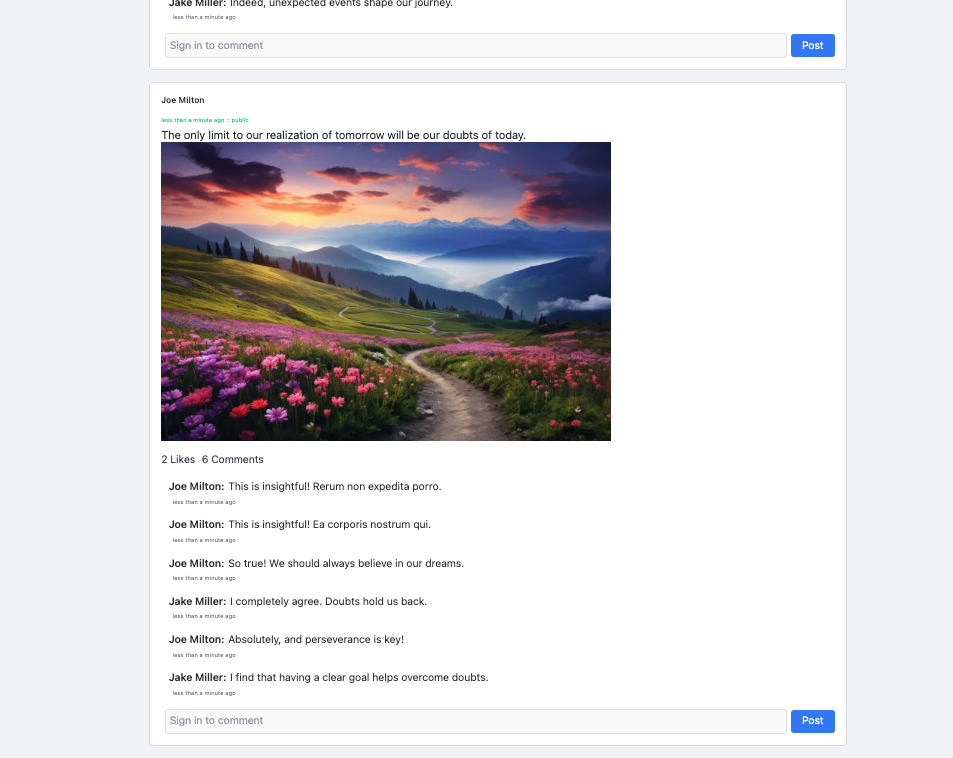 Jake Miller: Indeed, unexpected events shape our journey.
less than a minute ago
Sign in to comment
Post
Joe Milton
less than a minute ago :: public
The only limit to our realization of tomorrow will be our doubts of today.
2 Likes 6 Comments
Joe Milton: This is insightful! Rerum non expedita porro.
less than a minute ago
Joe Milton: This is insightful! Ea corporis nostrum qui.
less than a minute ago
Joe Milton: So true! We should always believe in our dreams.
less than a minute ago
Jake Miller: I completely agree. Doubts hold us back.
less than a minute ago
Joe Milton: Absolutely, and perseverance is key!
less than a minute ago
Jake Miller: I find that having a clear goal helps overcome doubts.
less than a minute ago
Sign in to comment
Post